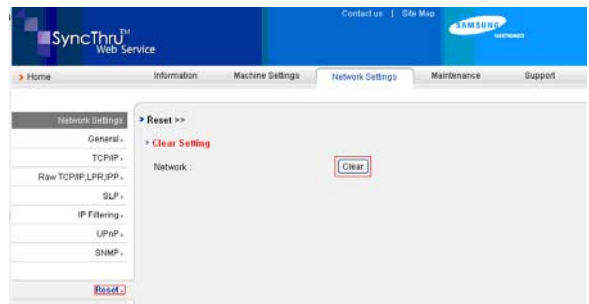 Contact us | Site Map
SAMSUNG
ELECTRONICS
SyncThru™
Web Service
> Home
Information
Machine Settings
Network Settings
Maintenance
Support
Network Settings
General
TCP/IP
Raw TCP/IP,LPR,IPP
SLP
IP Filtering
UPnP
SNMP
Reset
> Reset >>
> Clear Setting
Network :
Clear